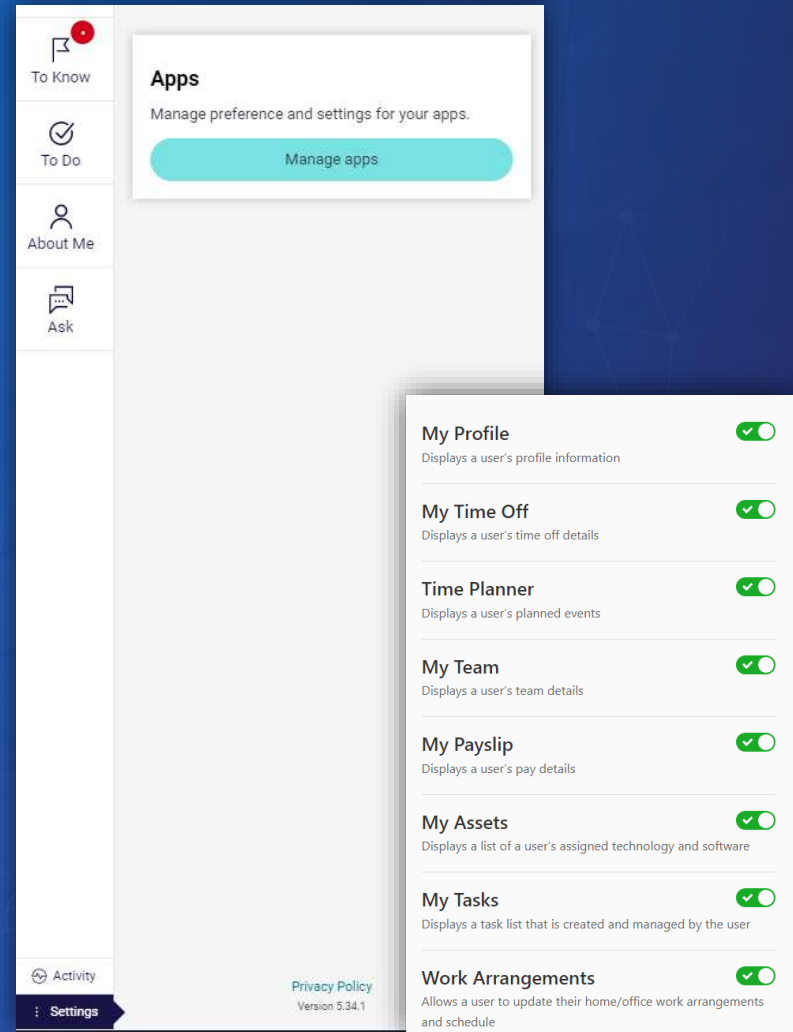 To Know
To Do
About Me
Ask
Activity
Settings
Apps
Manage preference and settings for your apps.
Manage apps
Privacy Policy
Version 5.34.1
My Profile
Displays a user's profile information
My Time Off
Displays a user's time off details
Time Planner
Displays a user's planned events
My Team
Displays a user's team details
My Payslip
Displays a user's pay details
My Assets
Displays a list of a user's assigned technology and software
My Tasks
Displays a task list that is created and managed by the user
Work Arrangements
Allows a user to update their home/office work arrangements
and schedule